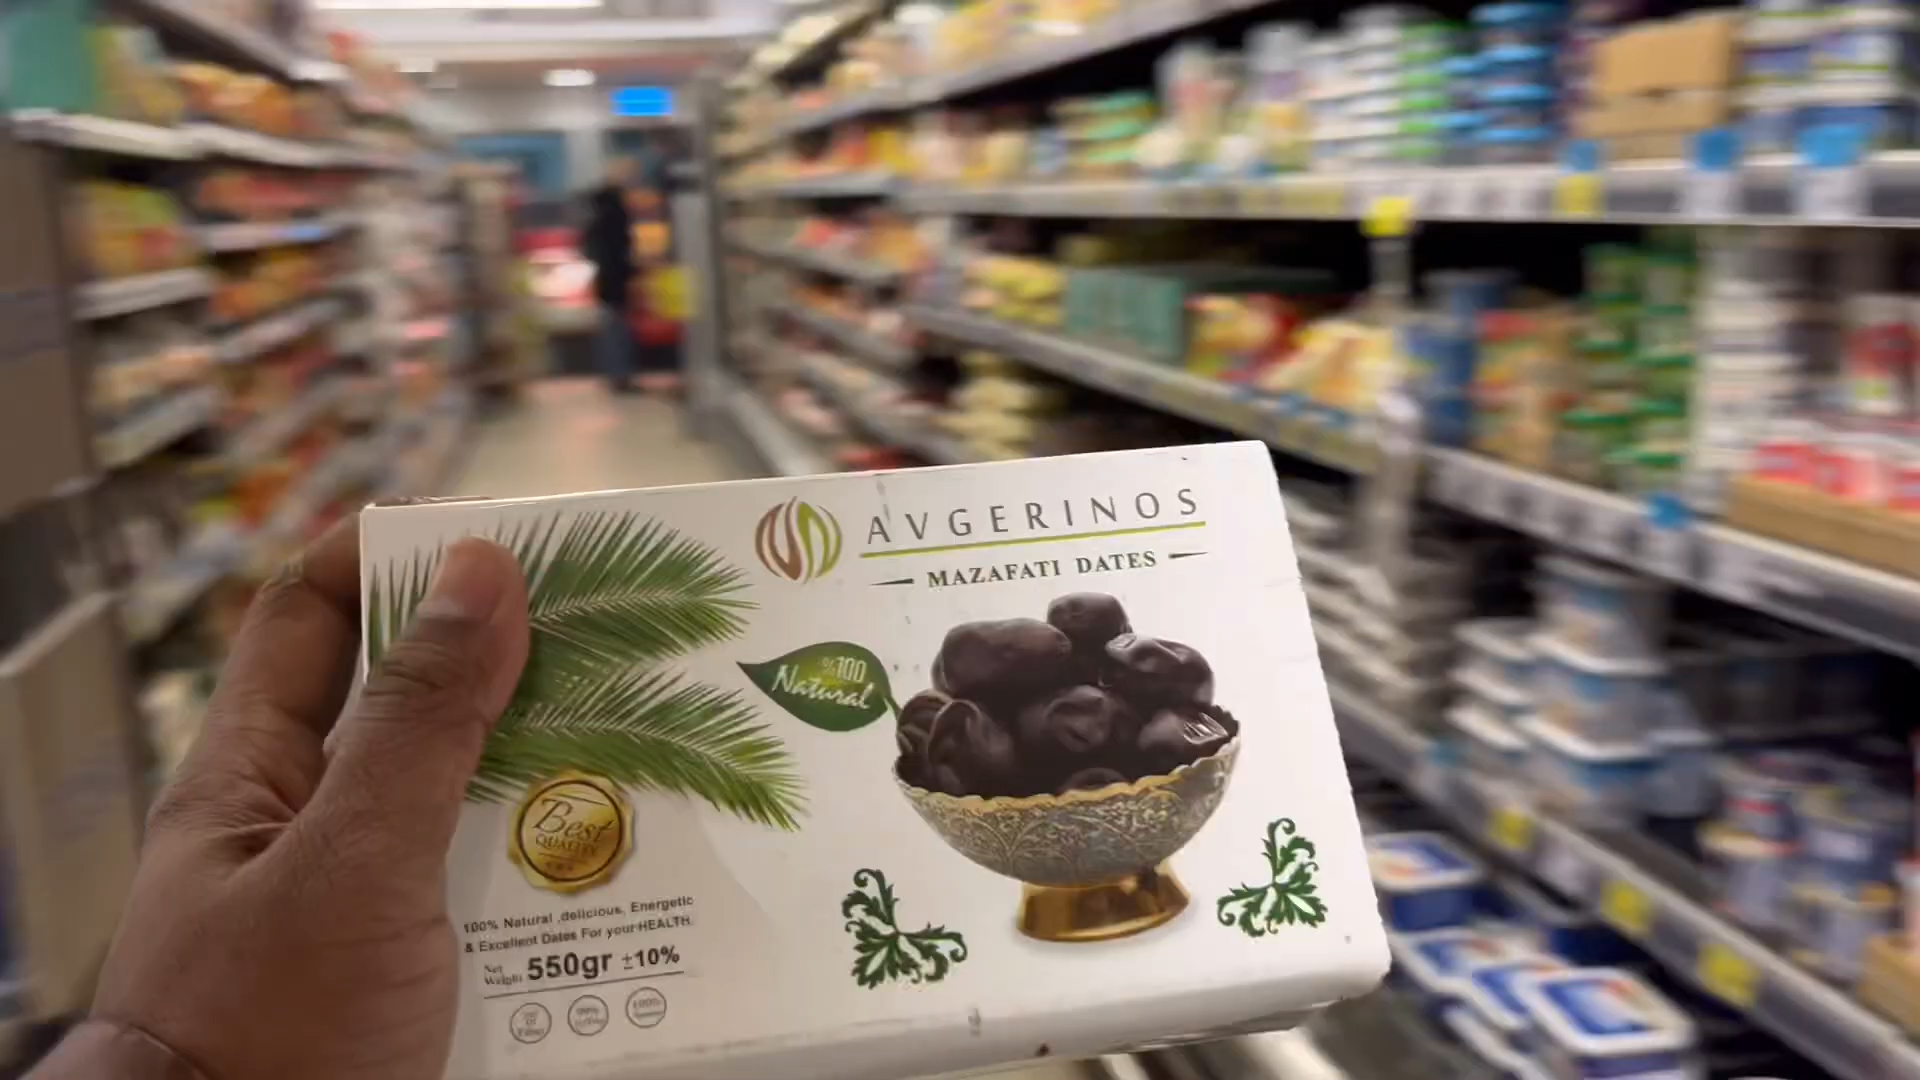 AVGERINOS
MAZAFATI DATES
%100
Natural
Best
QUALITY
100% Natural ,delicious, Energetic
& Excellent Dates For your HEALTH.
Net
Weight 550gr ±10%